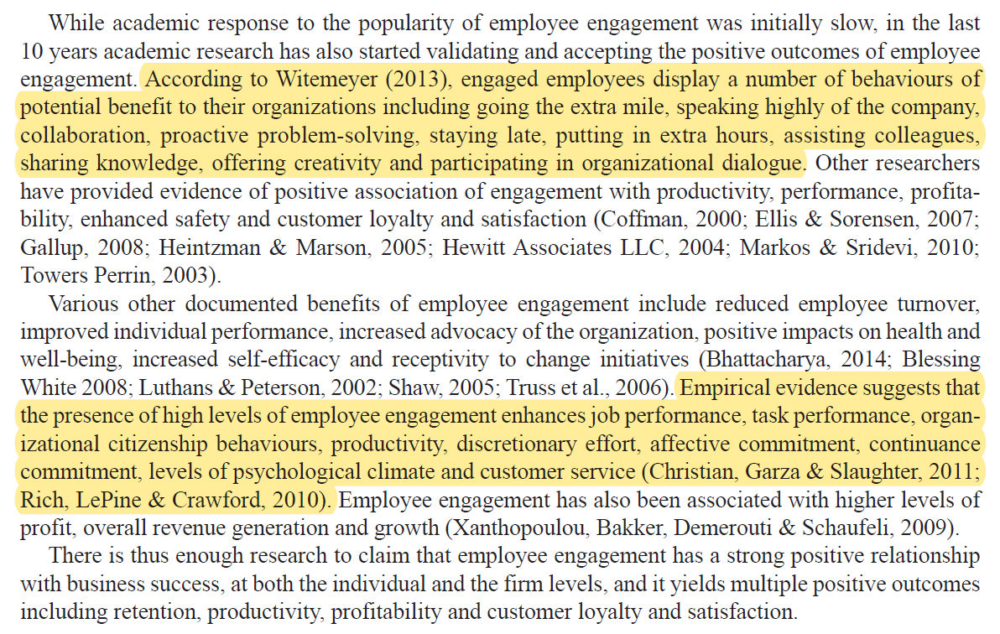 While academic response to the popularity of employee engagement was initially slow, in the last
10 years academic research has also started validating and accepting the positive outcomes of employee
engagement. According to Witemeyer (2013), engaged employees display a number of behaviours of
potential benefit to their organizations including going the extra mile, speaking highly of the company,
collaboration, proactive problem-solving, staying late, putting in extra hours, assisting colleagues,
sharing knowledge, offering creativity and participating in organizational dialogue. Other researchers
have provided evidence of positive association of engagement with productivity, performance, profita-
bility, enhanced safety and customer loyalty and satisfaction (Coffman, 2000; Ellis & Sorensen, 2007;
Gallup, 2008; Heintzman & Marson, 2005; Hewitt Associates LLC, 2004; Markos & Sridevi, 2010;
Towers Perrin, 2003).
Various other documented benefits of employee engagement include reduced employee turnover,
improved individual performance, increased advocacy of the organization, positive impacts on health and
well-being, increased self-efficacy and receptivity to change initiatives (Bhattacharya, 2014; Blessing
White 2008; Luthans & Peterson, 2002; Shaw, 2005; Truss et al., 2006). Empirical evidence suggests that
the presence of high levels of employee engagement enhances job performance, task performance, organ-
izational citizenship behaviours, productivity, discretionary effort, affective commitment, continuance
commitment, levels of psychological climate and customer service (Christian, Garza & Slaughter, 2011;
Rich, LePine & Crawford, 2010). Employee engagement has also been associated with higher levels of
profit, overall revenue generation and growth (Xanthopoulou, Bakker, Demerouti & Schaufeli, 2009).
There is thus enough research to claim that employee engagement has a strong positive relationship
with business success, at both the individual and the firm levels, and it yields multiple positive outcomes
including retention, productivity, profitability and customer loyalty and satisfaction.